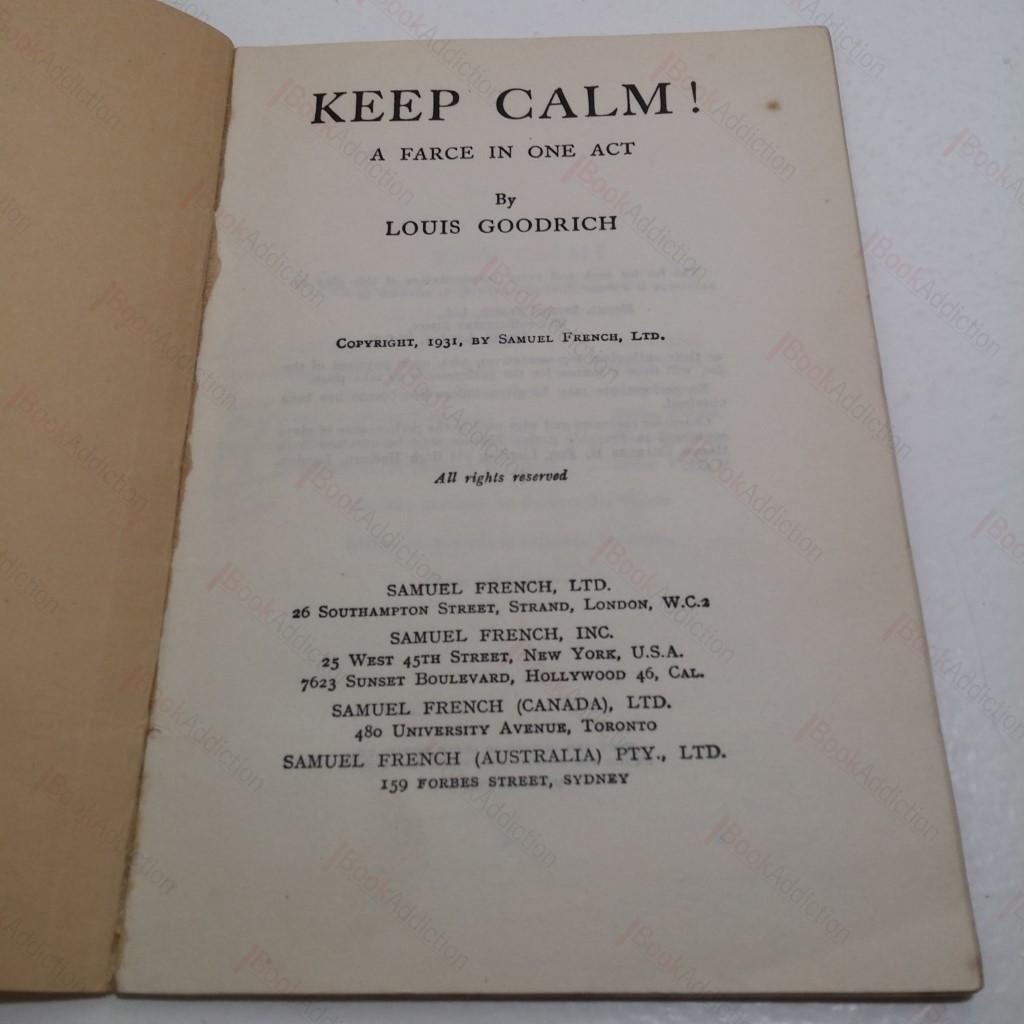 KEEP CALM!
A FARCE IN ONE ACT
By
LOUIS GOODRICH
COPYRIGHT, 1931, BY SAMUEL FRENCH, LTD.
All rights reserved
SAMUEL FRENCH, LTD.
26 SOUTHAMPTON STREET, STRAND, LONDON, W.C.2
SAMUEL FRENCH, INC.
25 WEST 45TH STREET, NEW YORK, U.S.A.
7623 SUNSET BOULEVARD, HOLLYWOOD 46, CAL.
SAMUEL FRENCH (CANADA), LTD.
480 UNIVERSITY AVENUE, TORONTO
SAMUEL FRENCH (AUSTRALIA) PTY., LTD.
159 FORBES STREET, SYDNEY
BookAddiction